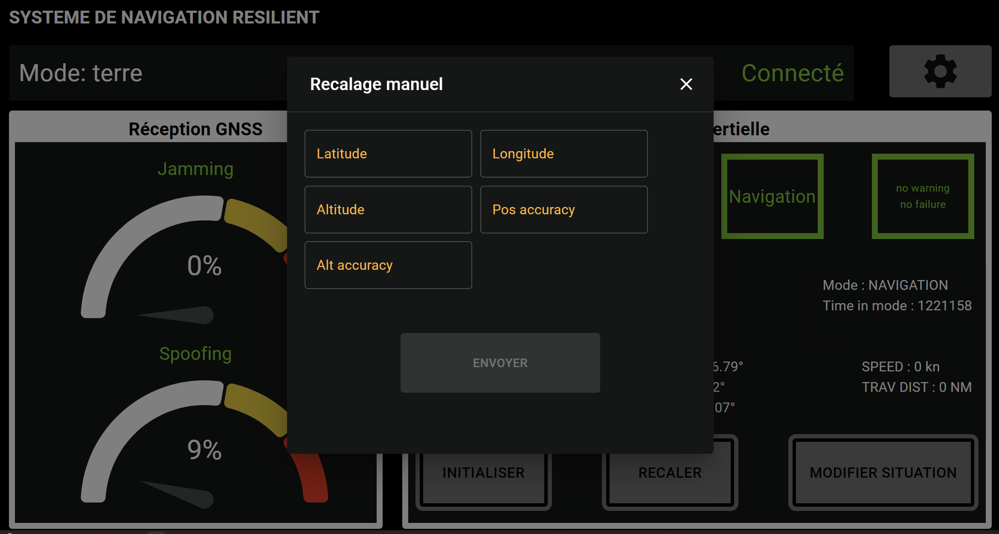 SYSTEME DE NAVIGATION RESILIENT
Mode: terre
Connecté
Recalage manuel
Latitude
Longitude
Altitude
Pos accuracy
Alt accuracy
ENVOYER
Réception GNSS
Jamming
0%
Spoofing
9%
ertielle
Navigation
no warning
no failure
Mode : NAVIGATION
Time in mode : 1221158
6.79°
2°
07°
SPEED : 0 kn
TRAV DIST : 0 NM
INITIALISER
RECALER
MODIFIER SITUATION